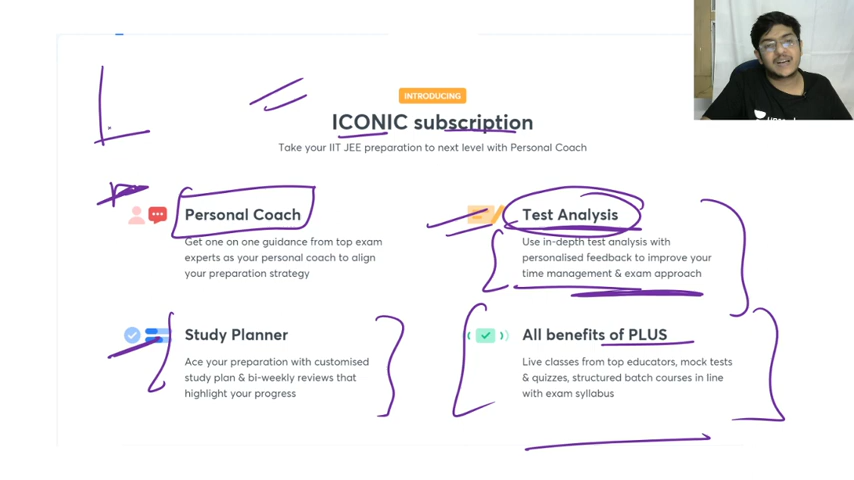 INTRODUCING
ICONIC subscription
Take your IIT JEE preparation to next level with Personal Coach
Personal Coach
Get one on one guidance from top exam
experts as your personal coach to align
your preparation strategy
Test Analysis
Use in-depth test analysis with
personalised feedback to improve your
time management & exam approach
Study Planner
Ace your preparation with customised
study plan & bi-weekly reviews that
highlight your progress
All benefits of PLUS
Live classes from top educators, mock tests
& quizzes, structured batch courses in line
with exam syllabus